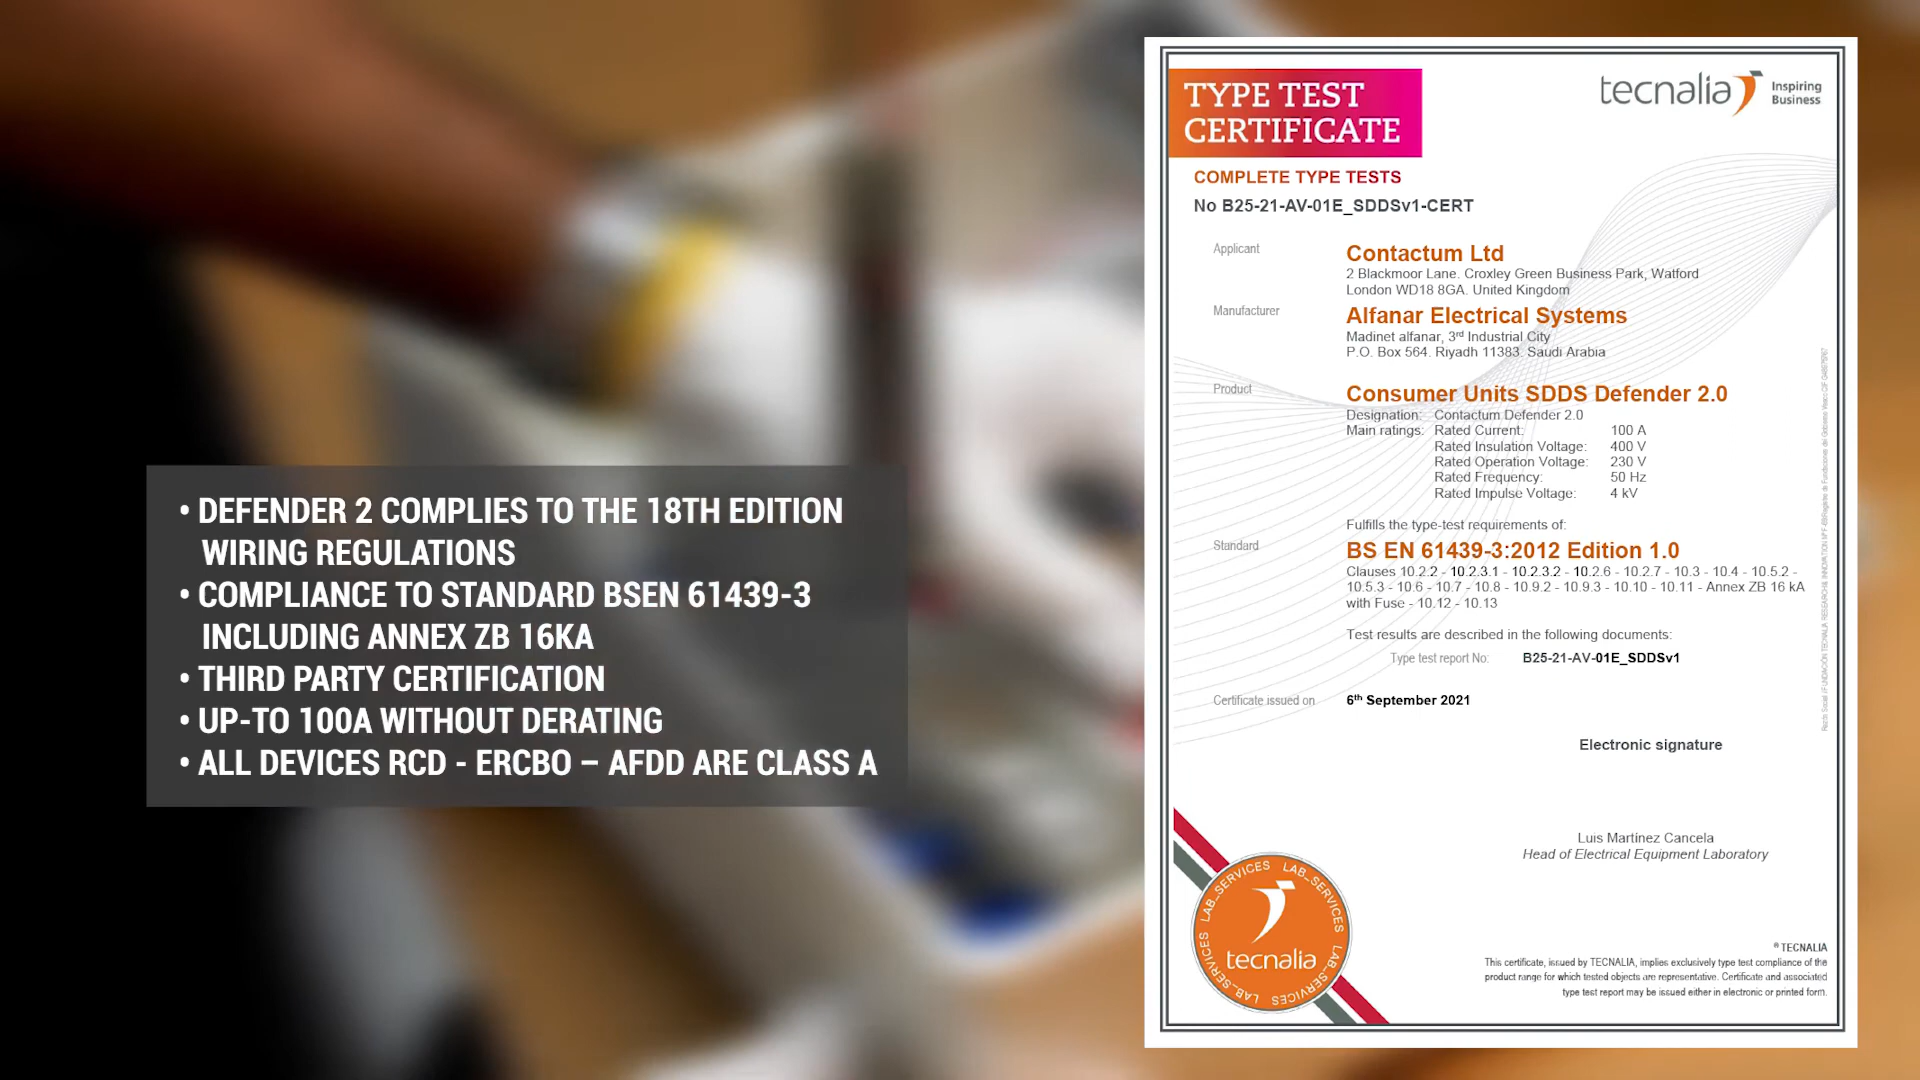 • DEFENDER 2 COMPLIES TO THE 18TH EDITION
WIRING REGULATIONS
• COMPLIANCE TO STANDARD BSEN 61439-3
INCLUDING ANNEX ZB 16KA
• THIRD PARTY CERTIFICATION
• UP-TO 100A WITHOUT DERATING
• ALL DEVICES RCD - ERCBO – AFDD ARE CLASS A
TYPE TEST
CERTIFICATE
tecnalia Inspiring
Business
COMPLETE TYPE TESTS
No B25-21-AV-01E_SDDSv1-CERT
Applicant Contactum Ltd
2 Blackmoor Lane. Croxley Green Business Park, Watford
London WD18 8GA. United Kingdom
Manufacturer Alfanar Electrical Systems
Madinet alfanar, 3rd Industrial City
P.O. Box 564. Riyadh 11383. Saudi Arabia
Product Consumer Units SDDS Defender 2.0
Designation: Contactum Defender 2.0
Main ratings: Rated Current: 100 A
Rated Insulation Voltage: 400 V
Rated Operation Voltage: 230 V
Rated Frequency: 50 Hz
Rated Impulse Voltage: 4 kV
Fulfills the type-test requirements of:
Standard BS EN 61439-3:2012 Edition 1.0
Clauses 10.2.2 - 10.2.3.1 - 10.2.3.2 - 10.2.6 - 10.2.7 - 10.3 - 10.4 - 10.5.2 -
10.5.3 - 10.6 - 10.7 - 10.8 - 10.9.2 - 10.9.3 - 10.10 - 10.11 - Annex ZB 16 kA
with Fuse - 10.12 - 10.13
Test results are described in the following documents:
Type test report No: B25-21-AV-01E_SDDSv1
Certificate issued on 6th September 2021
Electronic signature
Luis Martínez Cancela
Head of Electrical Equipment Laboratory
LAB_SERVICES LAB_SERVICES LAB_SERVICES LAB_SERVICES
tecnalia
® TECNALIA
This certificate, issued by TECNALIA, implies exclusively type test compliance of the
product range for which tested objects are representative. Certificate and associated
type test report may be issued either in electronic or printed form.